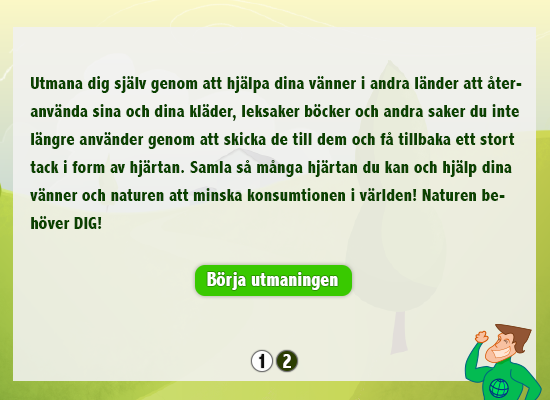 Utmana dig själv genom att hjälpa dina vänner i andra länder att åter-
använda sina och dina kläder, leksaker böcker och andra saker du inte
längre använder genom att skicka de till dem och få tillbaka ett stort
tack i form av hjärtan. Samla så många hjärtan du kan och hjälp dina
vänner och naturen att minska konsumtionen i världen! Naturen be-
höver DIG!
Börja utmaningen
1 2